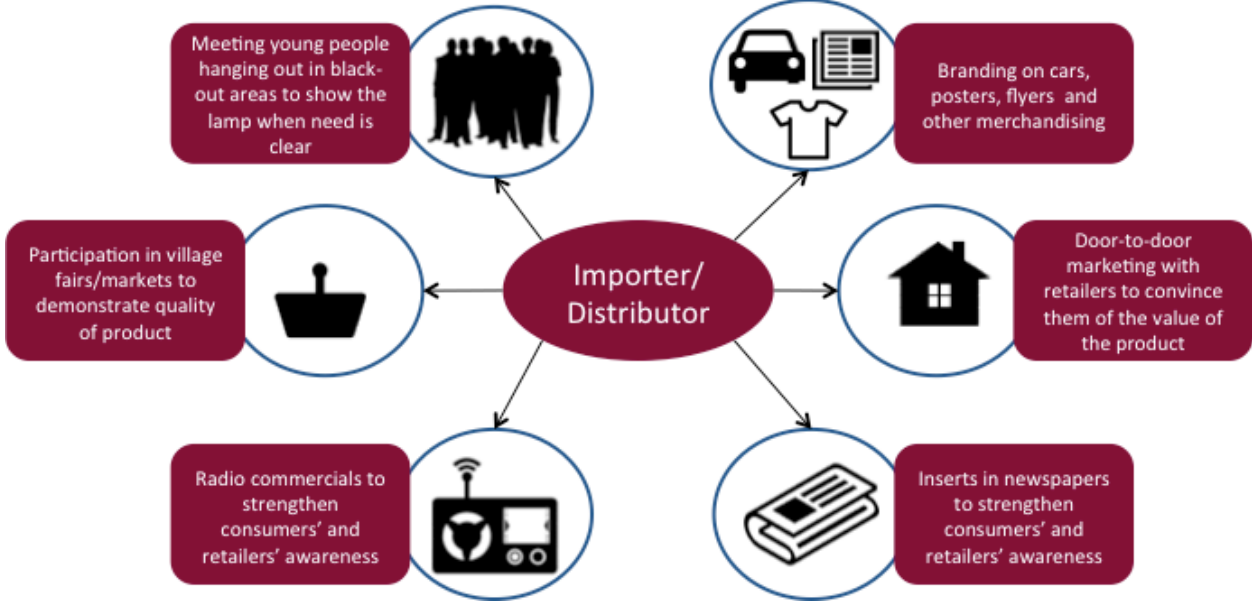 Meeting young people
hanging out in black-
out areas to show the
lamp when need is
clear
Branding on cars,
posters, flyers and
other merchandising
Participation in village
fairs/markets to
demonstrate quality
of product
Importer/
Distributor
Door-to-door
marketing with
retailers to convince
them of the value of
the product
Radio commercials to
strengthen
consumers’ and
retailers’ awareness
Inserts in newspapers
to strengthen
consumers’ and
retailers’ awareness